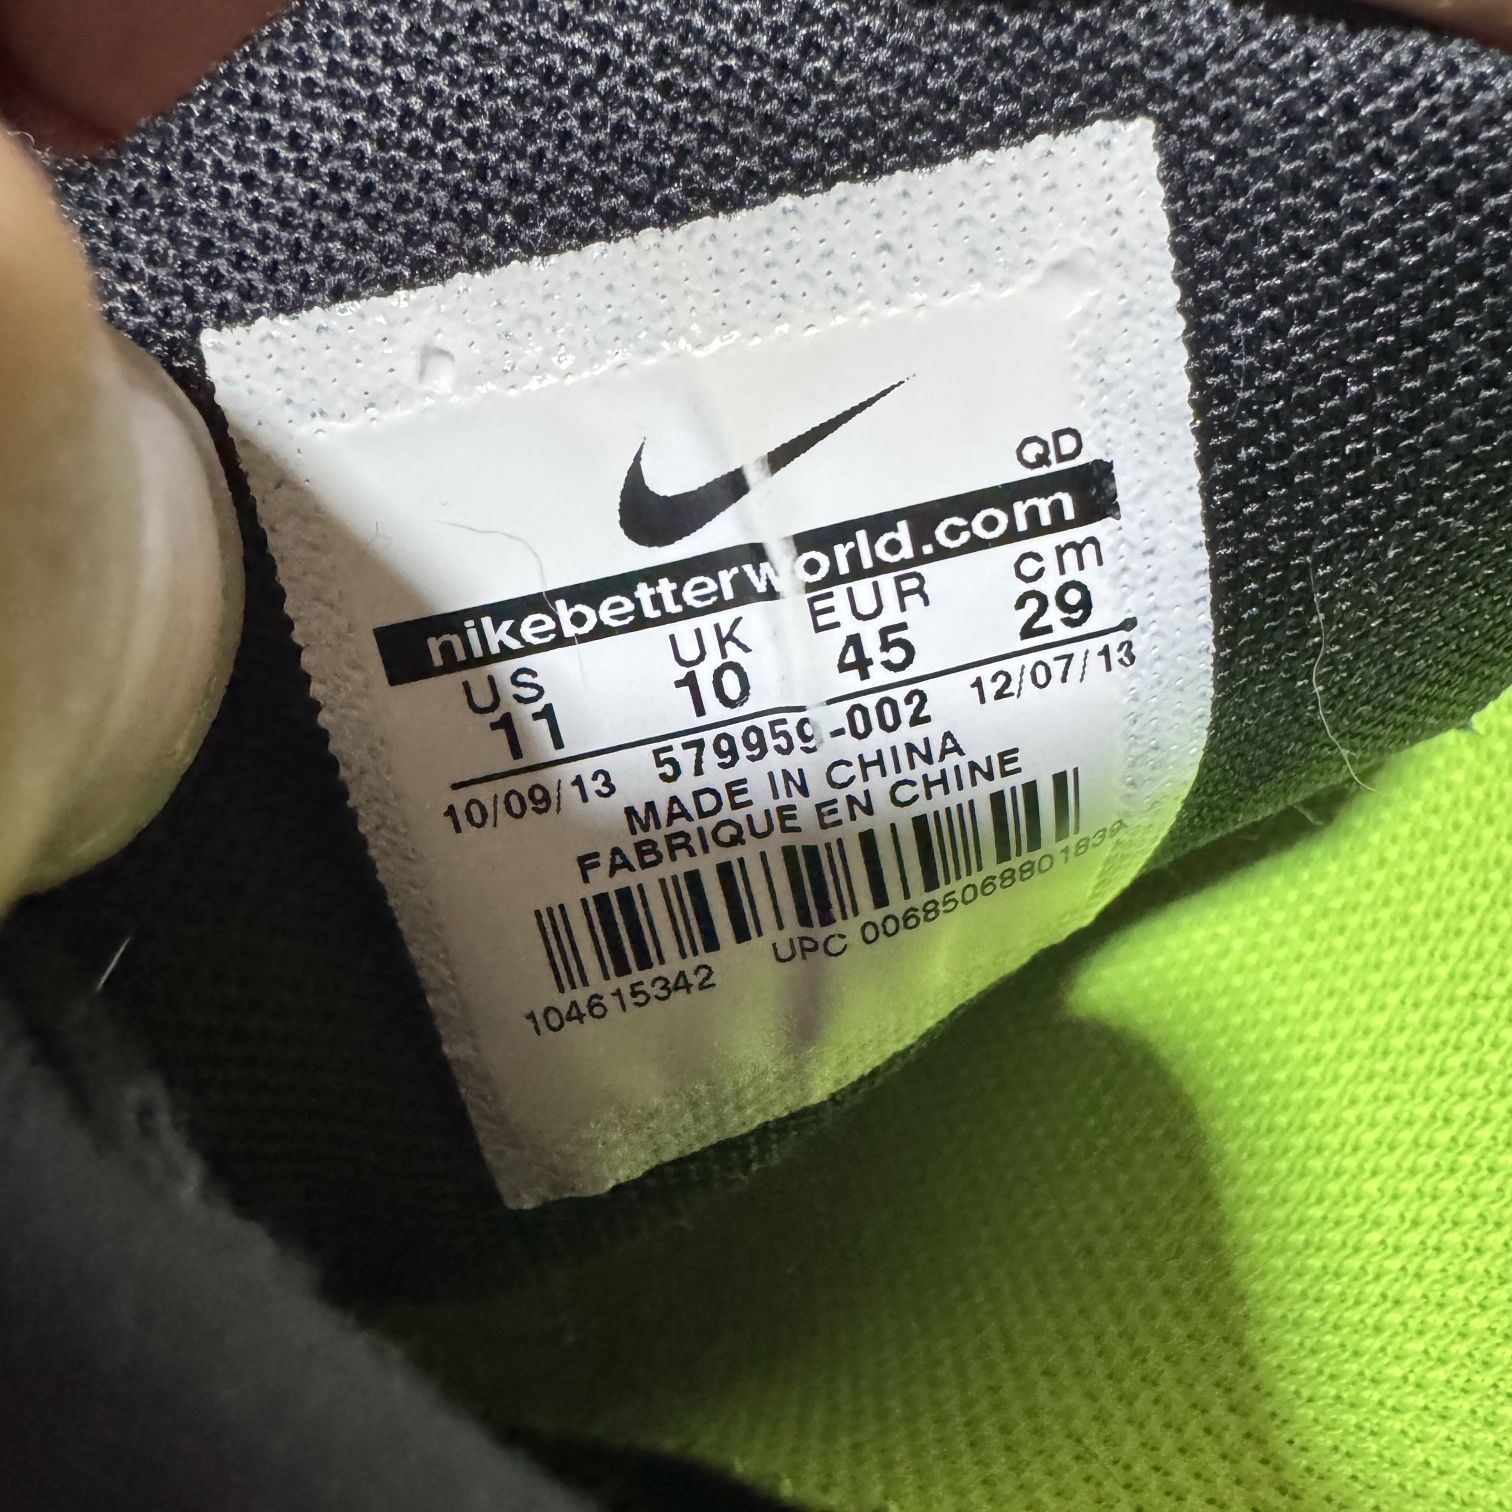 QD
nikebetterworld.com
US UK EUR cm
11 10 45 29
10/09/13 579959-002 12/07/13
MADE IN CHINA
FABRIQUE EN CHINE
104615342 UPC 00685068801839